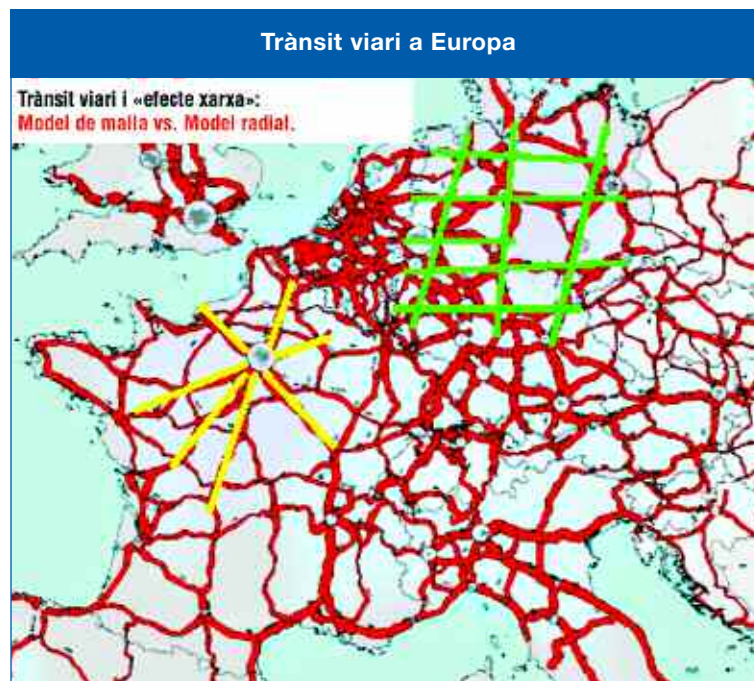 Trànsit viari a Europa
Trànsit viari i «efecte xarxa»:
Model de malla vs. Model radial.